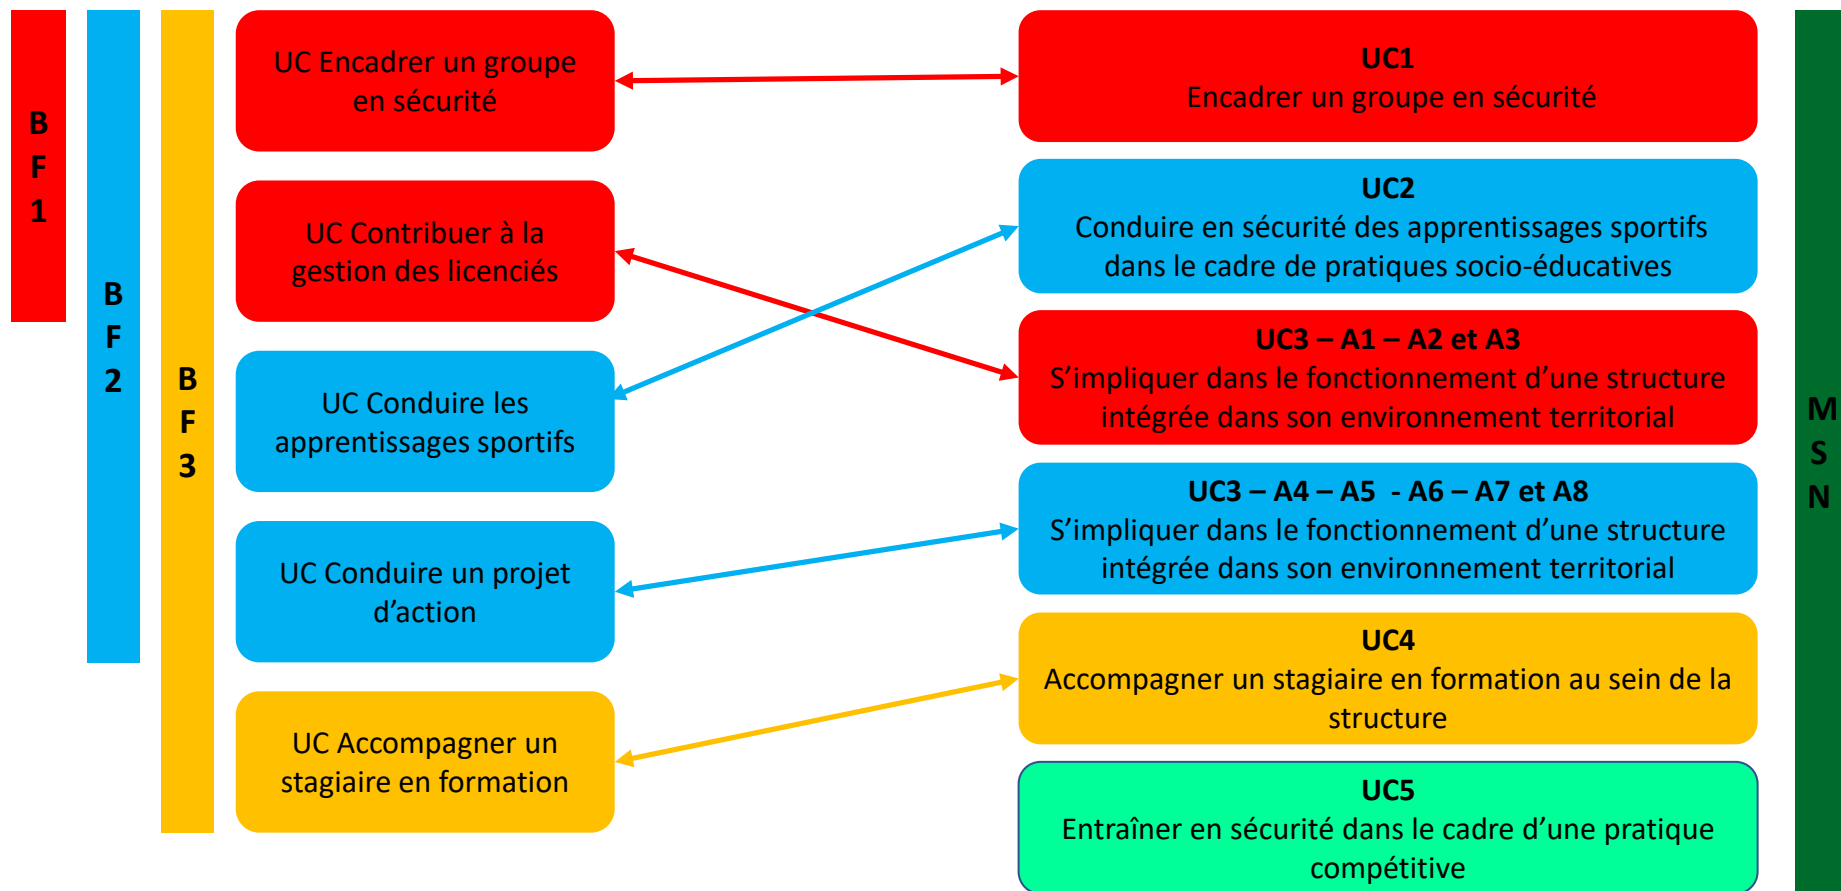 B
F
1
B
F
2
B
F
3
UC Encadrer un groupe
en sécurité
UC Contribuer à la
gestion des licenciés
UC Conduire les
apprentissages sportifs
UC Conduire un projet
d’action
UC Accompagner un
stagiaire en formation
UC1
Encadrer un groupe en sécurité
UC2
Conduire en sécurité des apprentissages sportifs
dans le cadre de pratiques socio-éducatives
UC3 – A1 – A2 et A3
S’impliquer dans le fonctionnement d’une structure
intégrée dans son environnement territorial
UC3 – A4 – A5 - A6 – A7 et A8
S’impliquer dans le fonctionnement d’une structure
intégrée dans son environnement territorial
UC4
Accompagner un stagiaire en formation au sein de la
structure
UC5
Entraîner en sécurité dans le cadre d’une pratique
compétitive
M
S
N